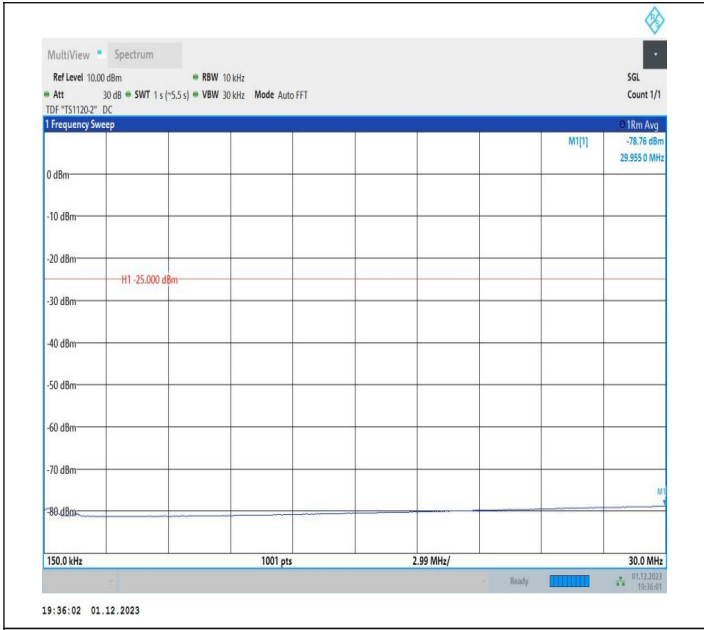 MultiView Spectrum
Ref Level 10.00 dBm RBW 10 kHz SGL
Att 30 dB SWT 1 s (~5.5 s) VBW 30 kHz Mode Auto FFT Count 1/1
TDF "TS1120-2" DC
1 Frequency Sweep 1Rm Avg
M1[1] -78.76 dBm
29.955 0 MHz
0 dBm
-10 dBm
-20 dBm
H1 -25.000 dBm
-30 dBm
-40 dBm
-50 dBm
-60 dBm
-70 dBm
M1
-80 dBm
150.0 kHz 1001 pts 2.99 MHz/ 30.0 MHz
Ready 01.12.2023
19:36:01
19:36:02 01.12.2023